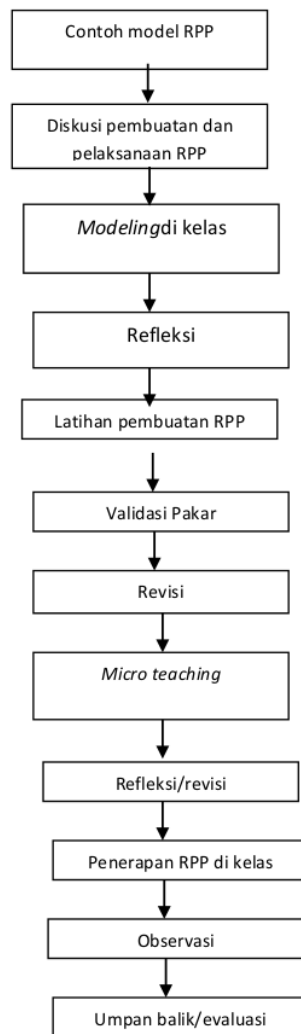 Contoh model RPP
Diskusi pembuatan dan
pelaksanaan RPP
Modelingdi kelas
Refleksi
Latihan pembuatan RPP
Validasi Pakar
Revisi
Micro teaching
Refleksi/revisi
Penerapan RPP di kelas
Observasi
Umpan balik/evaluasi